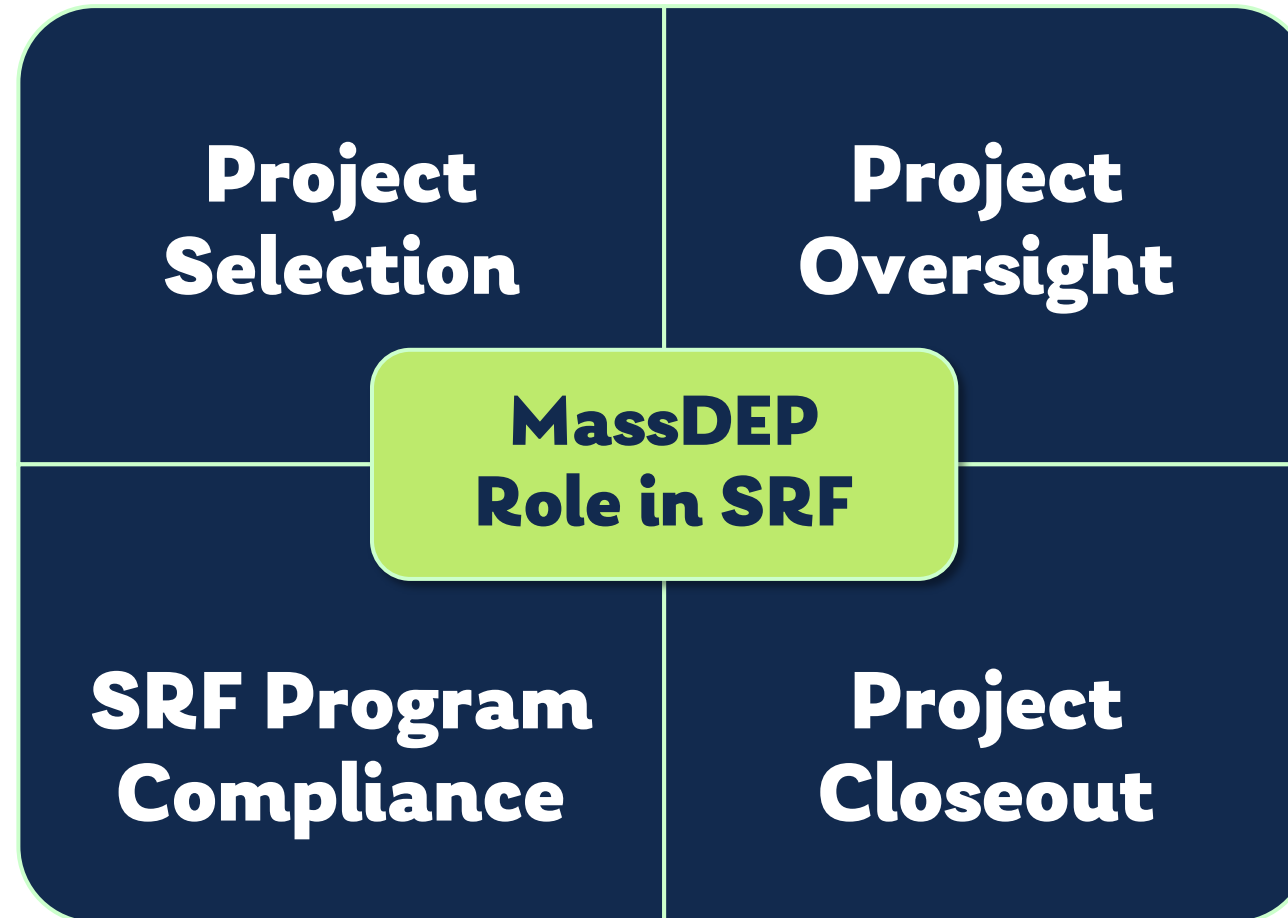 Project
Selection
Project
Oversight
MassDEP
Role in SRF
SRF Program
Compliance
Project
Closeout